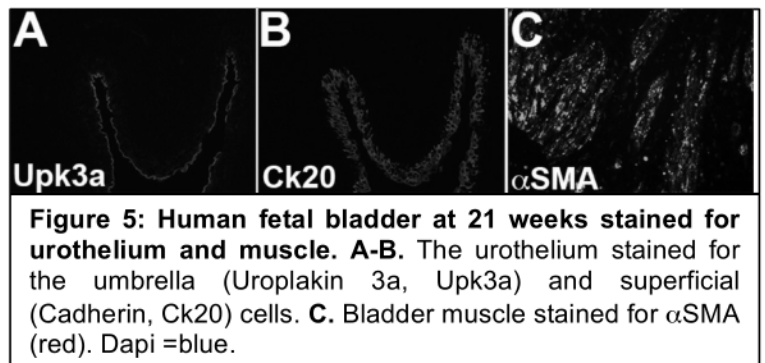 A B C
Upk3a Ck20 αSMA
Figure 5: Human fetal bladder at 21 weeks stained for
urothelium and muscle. A-B. The urothelium stained for
the umbrella (Uroplakin 3a, Upk3a) and superficial
(Cadherin, Ck20) cells. C. Bladder muscle stained for αSMA
(red). Dapi =blue.